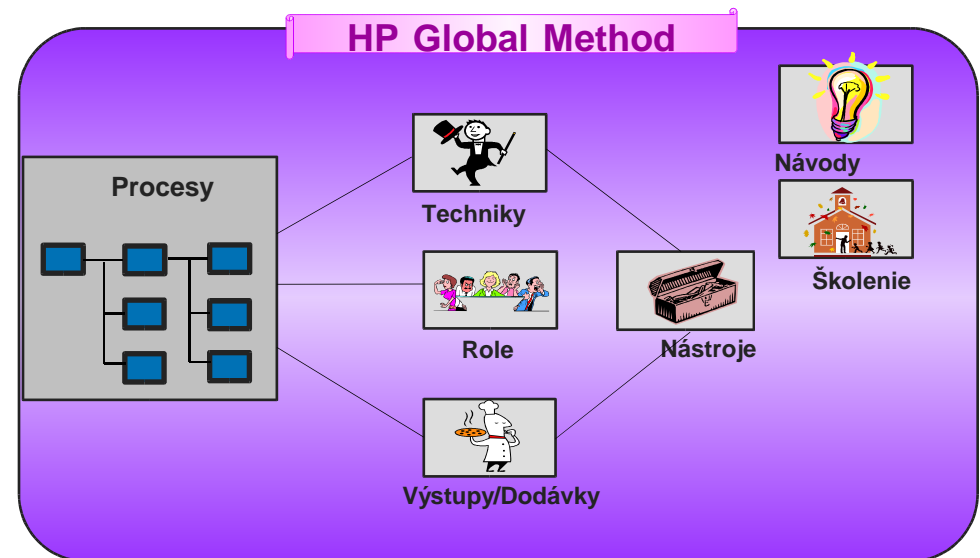 HP Global Method
Procesy
Techniky
Role
Výstupy/Dodávky
Nástroje
Návody
Školenie